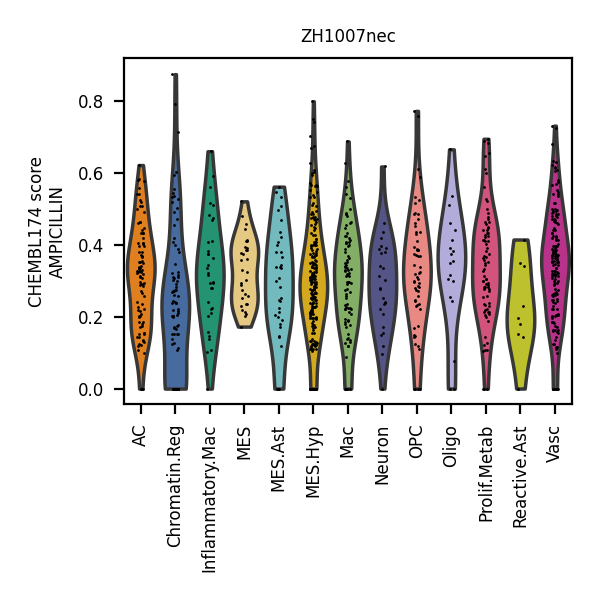 ZH1007nec
CHEMBL174 score
AMPICILLIN
0.8
0.6
0.4
0.2
0.0
AC
Chromatin.Reg
Inflammatory.Mac
MES
MES.Ast
MES.Hyp
Mac
Neuron
OPC
Oligo
Prolif.Metab
Reactive.Ast
Vasc